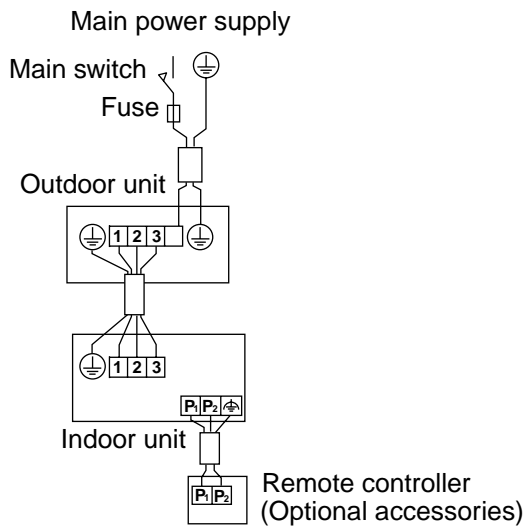 Main power supply
Main switch
Fuse
Outdoor unit
1 2 3
1 2 3
P1 P2
Indoor unit
P1 P2
Remote controller
(Optional accessories)